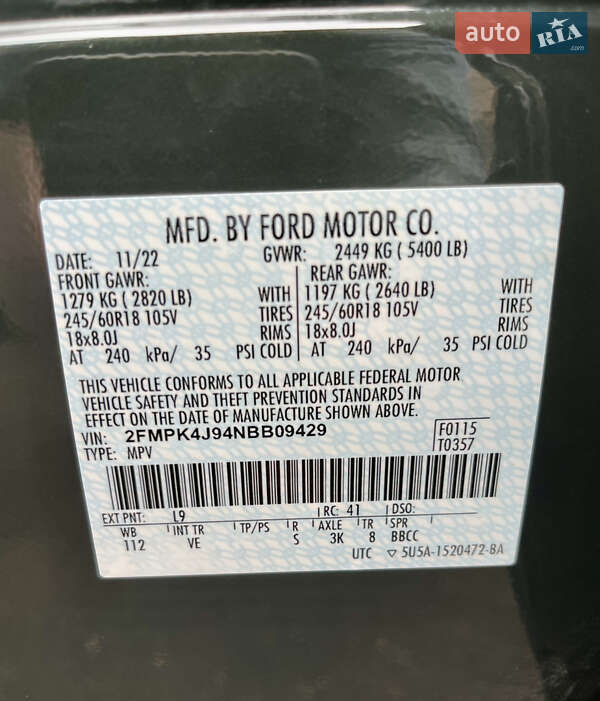 auto RIA.com
MFD. BY FORD MOTOR CO.
DATE: 11/22 GVWR: 2449 KG ( 5400 LB)
FRONT GAWR: REAR GAWR:
1279 KG ( 2820 LB) WITH 1197 KG ( 2640 LB) WITH
245/60R18 105V TIRES 245/60R18 105V TIRES
18x8.0J RIMS 18x8.0J RIMS
AT 240 kPa/ 35 PSI COLD AT 240 kPa/ 35 PSI COLD
THIS VEHICLE CONFORMS TO ALL APPLICABLE FEDERAL MOTOR
VEHICLE SAFETY AND THEFT PREVENTION STANDARDS IN
EFFECT ON THE DATE OF MANUFACTURE SHOWN ABOVE.
VIN: 2FMPK4J94NBB09429 F0115
TYPE: MPV T0357
EXT PNT: L9 RC: 41 DSO:
WB INT TR TP/PS R AXLE TR SPR
112 VE S 3K 8 BBCC
UTC ▽ 5U5A-1520472-BA